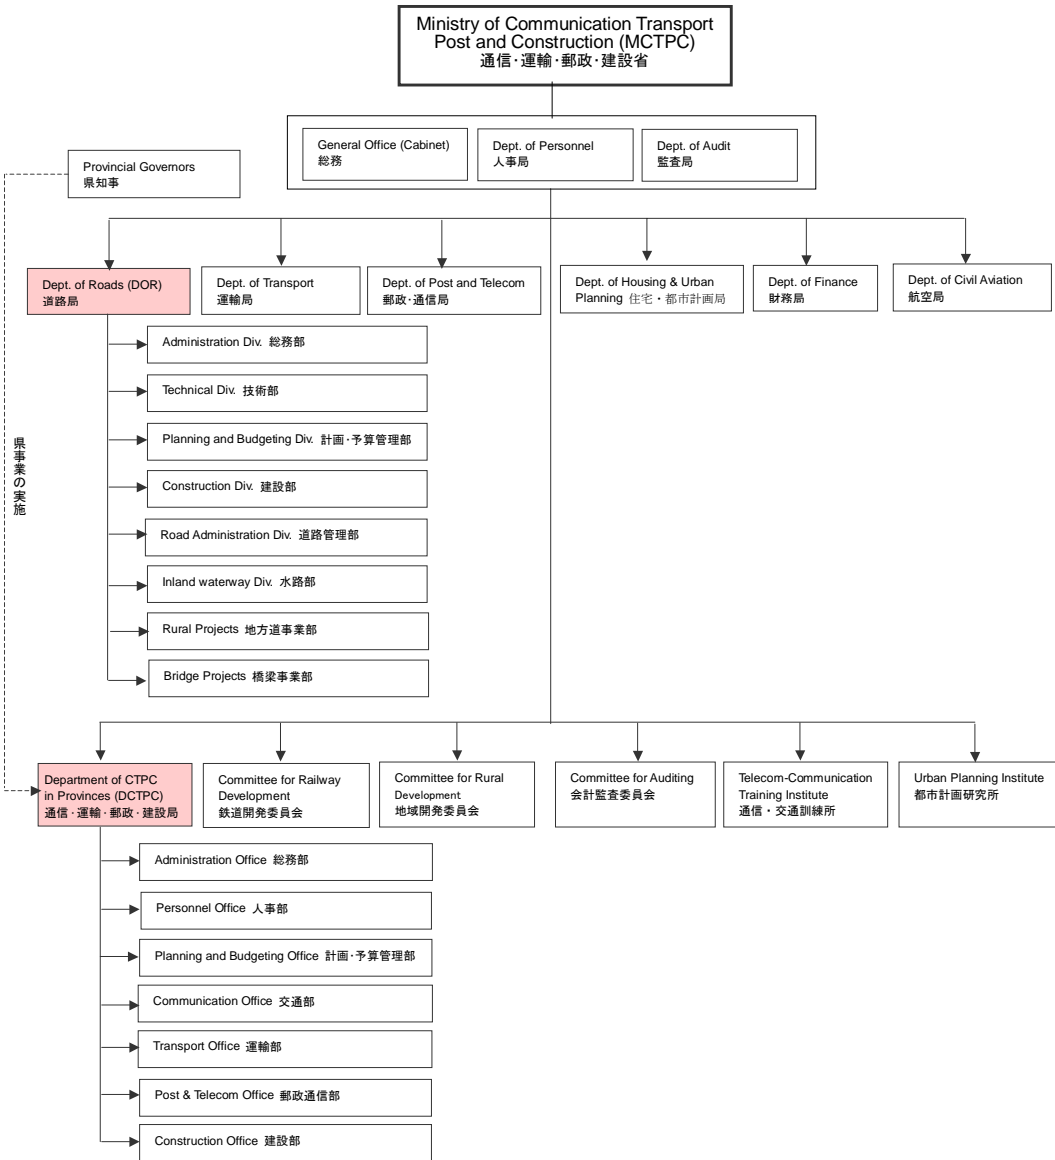 Ministry of Communication Transport
Post and Construction (MCTPC)
通信・運輸・郵政・建設省
General Office (Cabinet)
総務
Dept. of Personnel
人事局
Dept. of Audit
監査局
Provincial Governors
県知事
Dept. of Roads (DOR)
道路局
Dept. of Transport
運輸局
Dept. of Post and Telecom
郵政・通信局
Dept. of Housing & Urban
Planning 住宅・都市計画局
Dept. of Finance
財務局
Dept. of Civil Aviation
航空局
Administration Div. 総務部
Technical Div. 技術部
Planning and Budgeting Div. 計画・予算管理部
Construction Div. 建設部
Road Administration Div. 道路管理部
Inland waterway Div. 水路部
Rural Projects 地方道事業部
Bridge Projects 橋梁事業部
県事業の実施
Department of CTPC
in Provinces (DCTPC)
通信・運輸・郵政・建設局
Committee for Railway
Development
鉄道開発委員会
Committee for Rural
Development
地域開発委員会
Committee for Auditing
会計監査委員会
Telecom-Communication
Training Institute
通信・交通訓練所
Urban Planning Institute
都市計画研究所
Administration Office 総務部
Personnel Office 人事部
Planning and Budgeting Office 計画・予算管理部
Communication Office 交通部
Transport Office 運輸部
Post & Telecom Office 郵政通信部
Construction Office 建設部